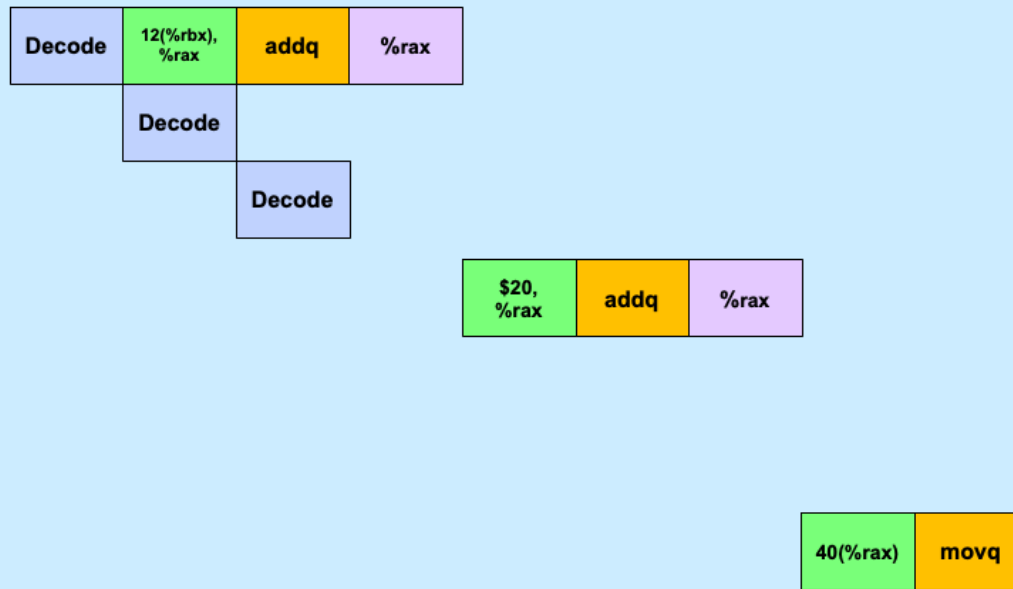 Decode
12(%rbx),
%rax
addq
%rax
Decode
Decode
$20,
%rax
addq
%rax
40(%rax)
movq